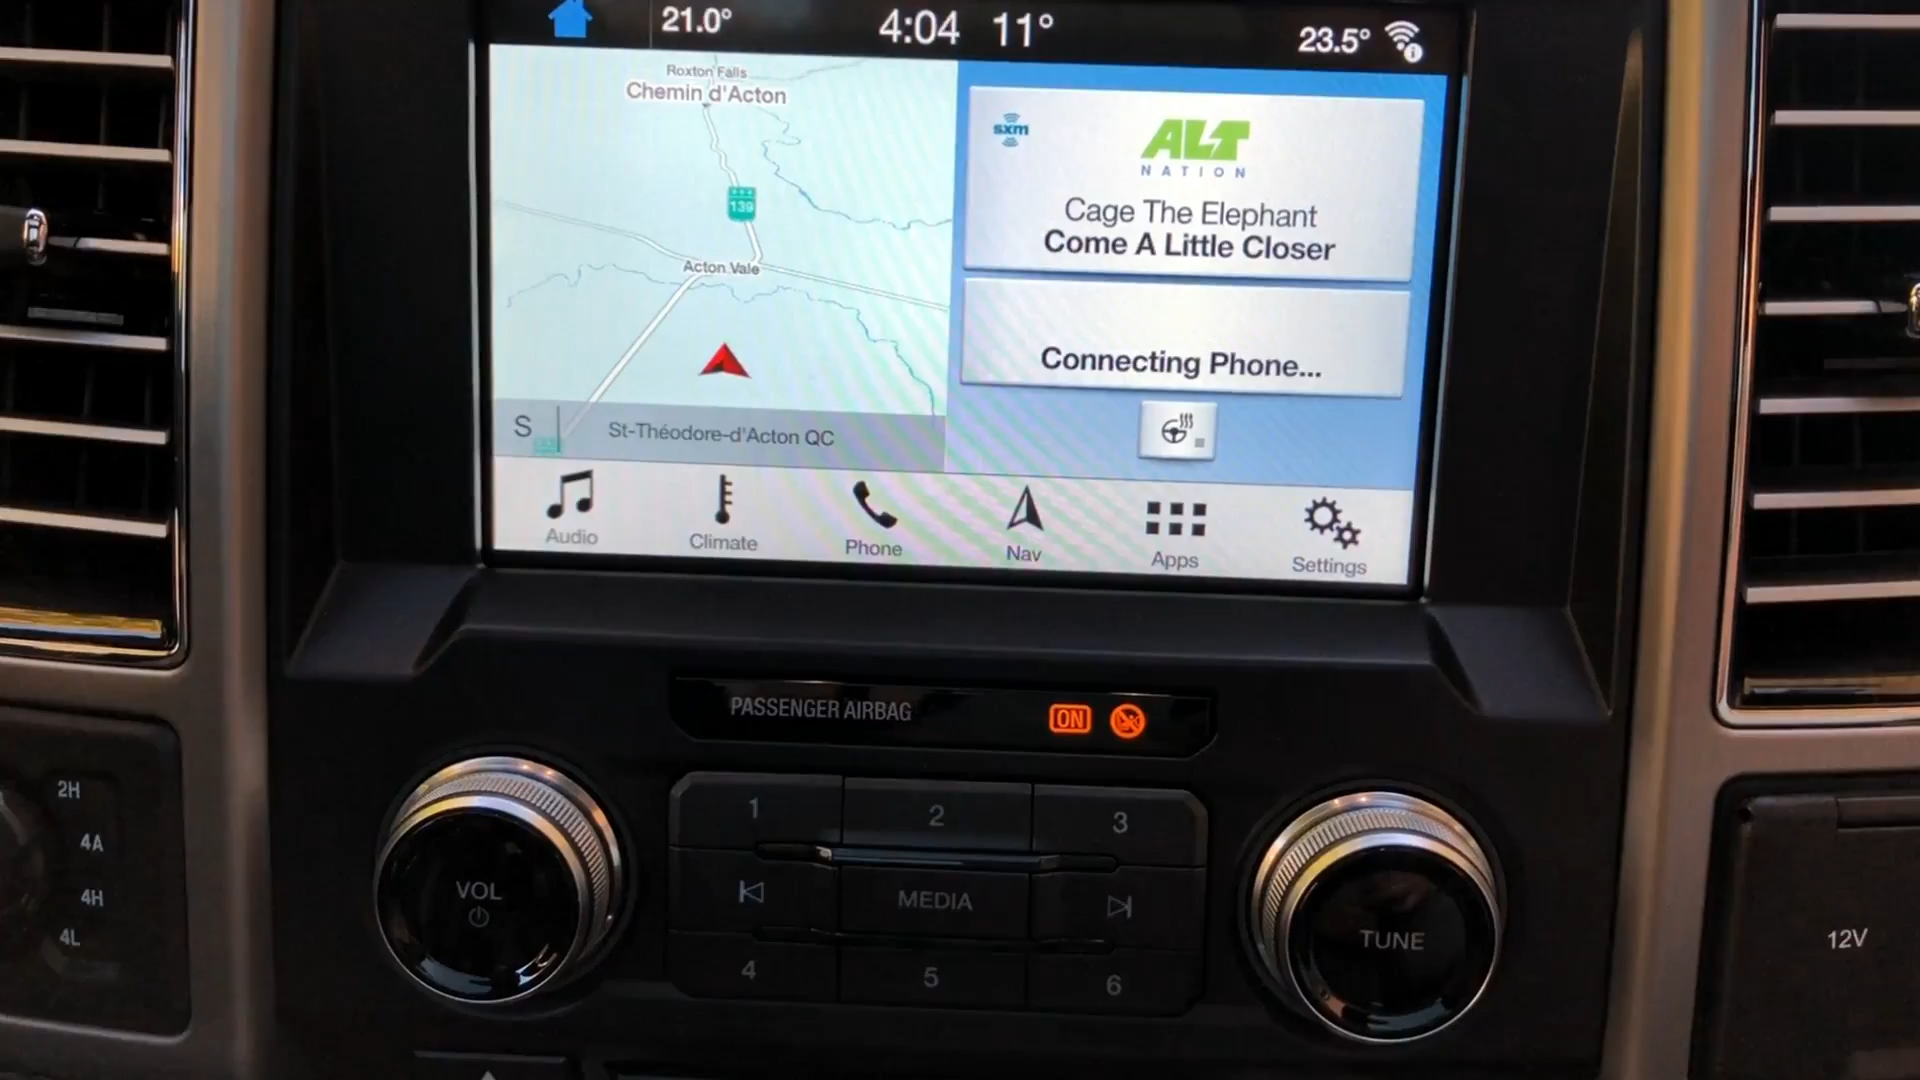 21.0°
4:04 11°
23.5°
Roxton Falls
Chemin d'Acton
139
Acton Vale
S
St-Théodore-d'Acton QC
sxm
ALT
NATION
Cage The Elephant
Come A Little Closer
Connecting Phone...
Audio
Climate
Phone
Nav
Apps
Settings
PASSENGER AIRBAG
ON
2H
4A
4H
4L
VOL
1
2
3
MEDIA
4
5
6
TUNE
12V